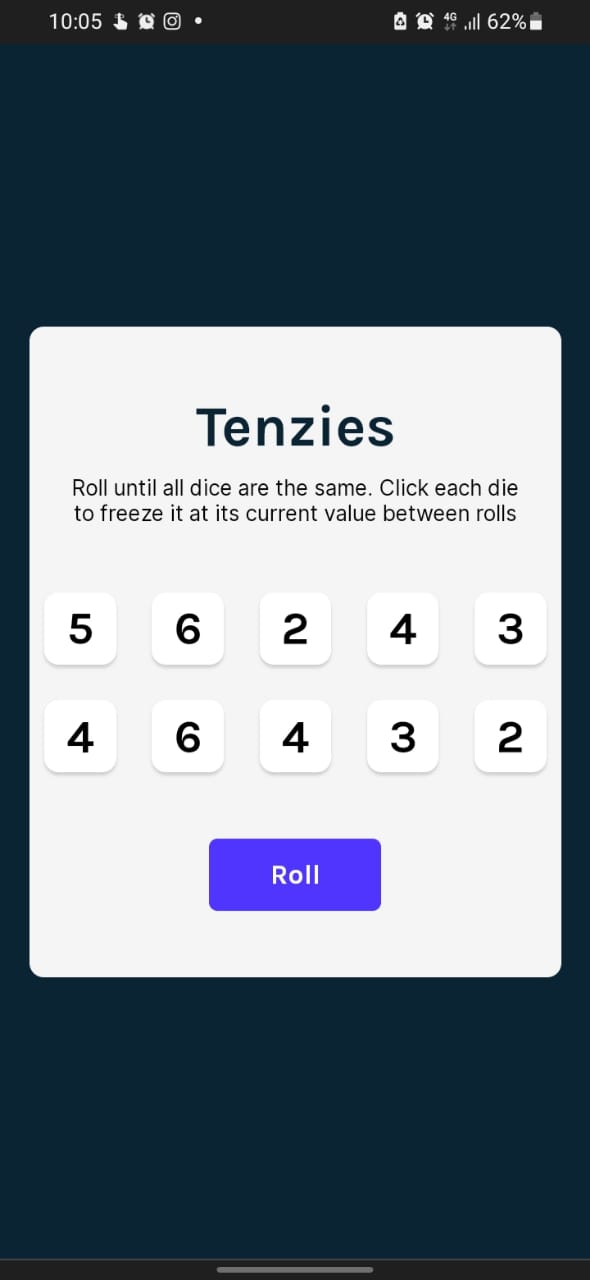 10:05 4G 62%
Tenzies
Roll until all dice are the same. Click each die
to freeze it at its current value between rolls
5 6 2 4 3
4 6 4 3 2
Roll